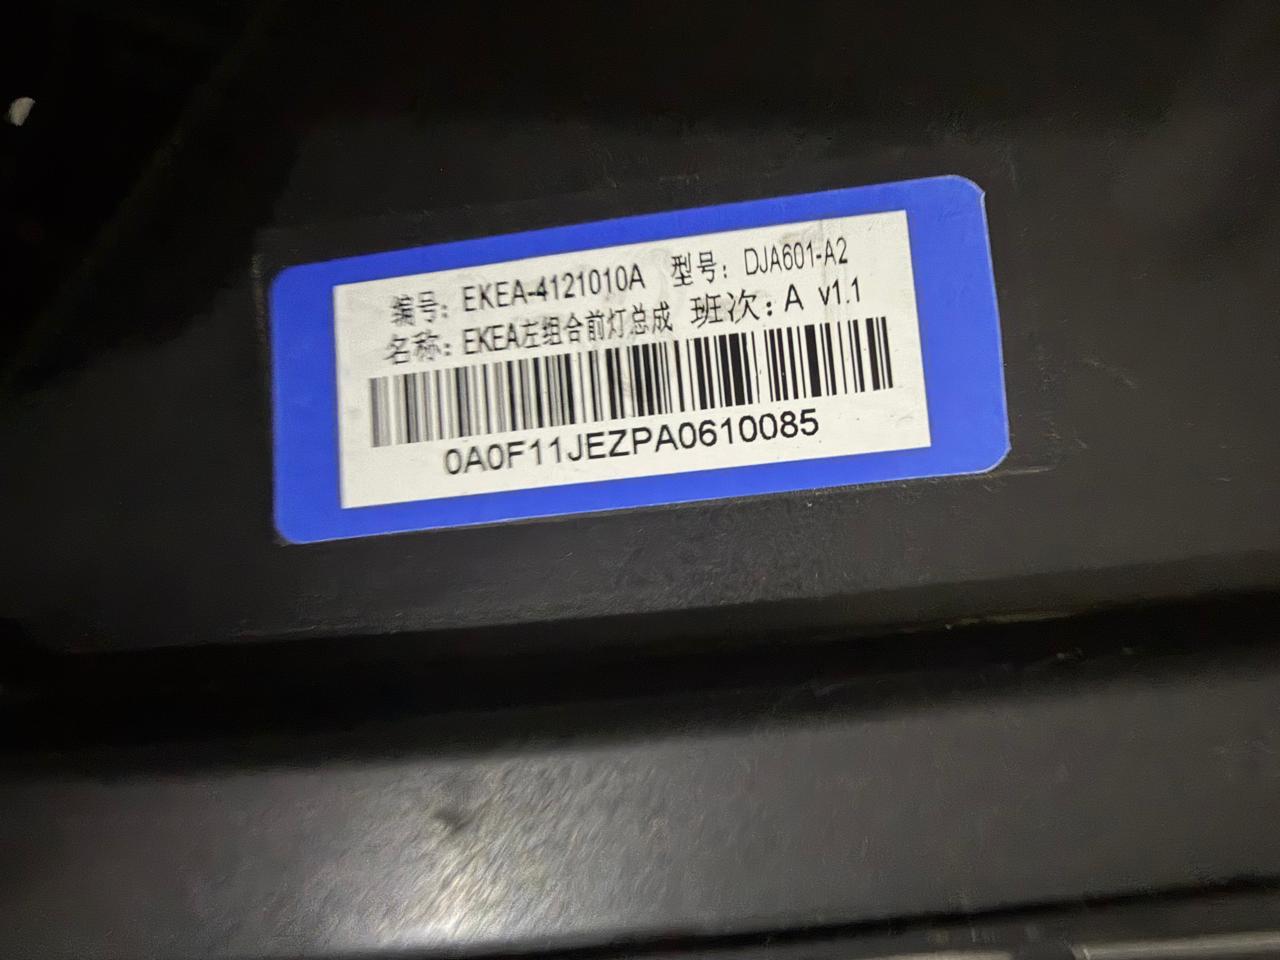 编号: EKEA-4121010A 型号: DJA601-A2
名称: EKEA左组合前灯总成 班次: A v1.1
0A0F11JEZPA0610085